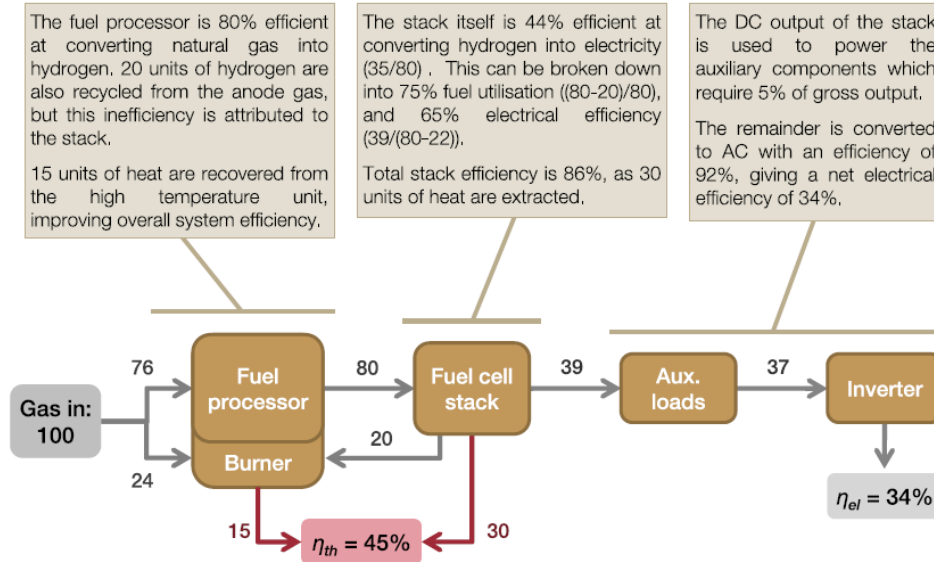 The fuel processor is 80% efficient
at converting natural gas into
hydrogen. 20 units of hydrogen are
also recycled from the anode gas,
but this inefficiency is attributed to
the stack.
15 units of heat are recovered from
the high temperature unit,
improving overall system efficiency.
The stack itself is 44% efficient at
converting hydrogen into electricity
(35/80) . This can be broken down
into 75% fuel utilisation ((80-20)/80),
and 65% electrical efficiency
(39/(80-22)).
Total stack efficiency is 86%, as 30
units of heat are extracted.
The DC output of the stack
is used to power the
auxiliary components which
require 5% of gross output.
The remainder is converted
to AC with an efficiency of
92%, giving a net electrical
efficiency of 34%.
Gas in:
100
76
24
Fuel
processor
Burner
80
20
Fuel cell
stack
39
Aux.
loads
37
Inverter
15
30
ηth = 45%
ηel = 34%